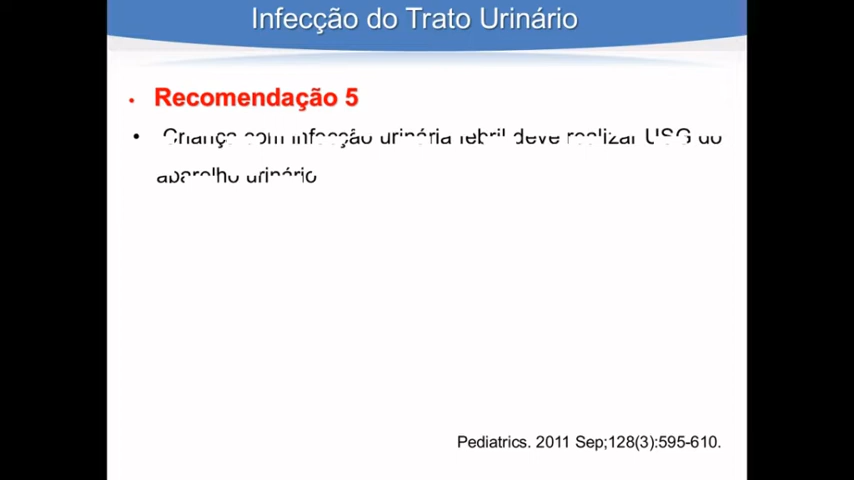 Infecção do Trato Urinário
• Recomendação 5
• Criança com infecção urinária febril deve realizar USG do
aparelho urinário
Pediatrics. 2011 Sep;128(3):595-610.